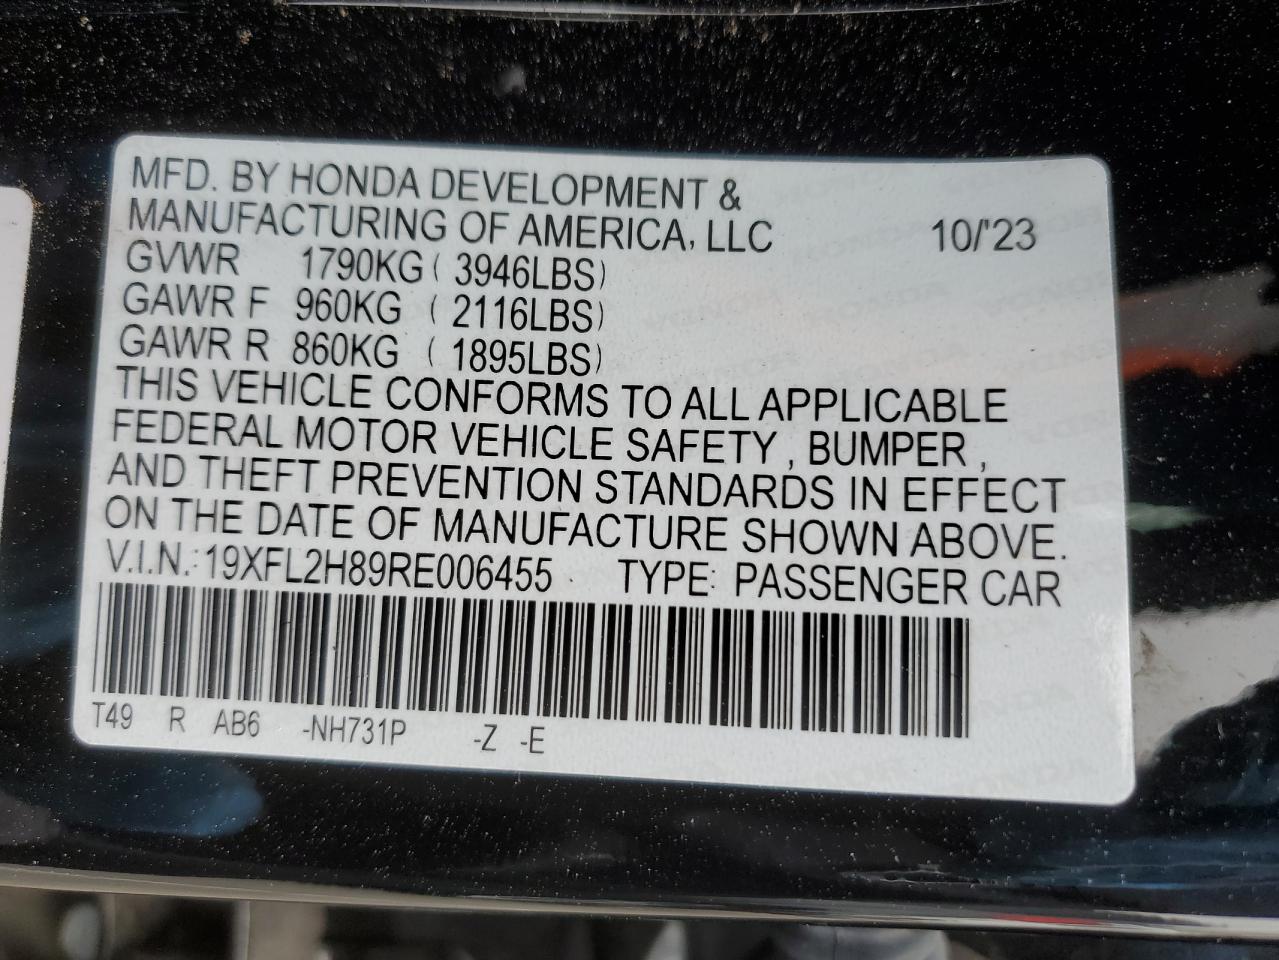 MFD. BY HONDA DEVELOPMENT &
MANUFACTURING OF AMERICA, LLC 10/'23
GVWR 1790KG ( 3946LBS)
GAWR F 960KG ( 2116LBS)
GAWR R 860KG ( 1895LBS)
THIS VEHICLE CONFORMS TO ALL APPLICABLE
FEDERAL MOTOR VEHICLE SAFETY , BUMPER ,
AND THEFT PREVENTION STANDARDS IN EFFECT
ON THE DATE OF MANUFACTURE SHOWN ABOVE.
V.I.N.: 19XFL2H89RE006455 TYPE: PASSENGER CAR
T49 R AB6 -NH731P -Z -E